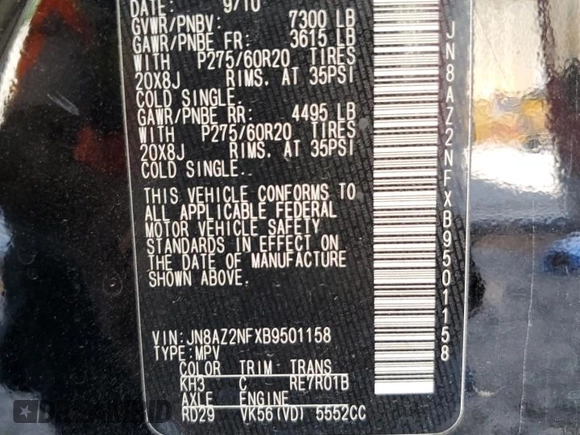 DATE: 9/10
GVWR/PNBV: 7300 LB
GAWR/PNBE FR: 3615 LB
WITH P275/60R20 TIRES
20X8J RIMS. AT 35PSI
COLD SINGLE.
GAWR/PNBE RR: 4495 LB
WITH P275/60R20 TIRES
20X8J RIMS. AT 35PSI
COLD SINGLE.
THIS VEHICLE CONFORMS TO
ALL APPLICABLE FEDERAL
MOTOR VEHICLE SAFETY
STANDARDS IN EFFECT ON
THE DATE OF MANUFACTURE
SHOWN ABOVE.
VIN:JN8AZ2NFXB9501158
TYPE:MPV
COLOR TRIM: TRANS
KH3 C RE7R01B
AXLE ENGINE
RD29 VK56(VD) 5552CC
JN8AZ2NFXB9501158